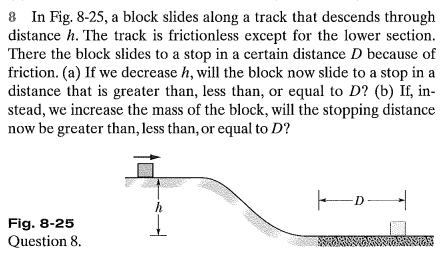 8 In Fig. 8-25, a block slides along a track that descends through
distance h. The track is frictionless except for the lower section.
There the block slides to a stop in a certain distance D because of
friction. (a) If we decrease h, will the block now slide to a stop in a
distance that is greater than, less than, or equal to D? (b) If, in-
stead, we increase the mass of the block, will the stopping distance
now be greater than, less than, or equal to D?
h
D
Fig. 8-25
Question 8.